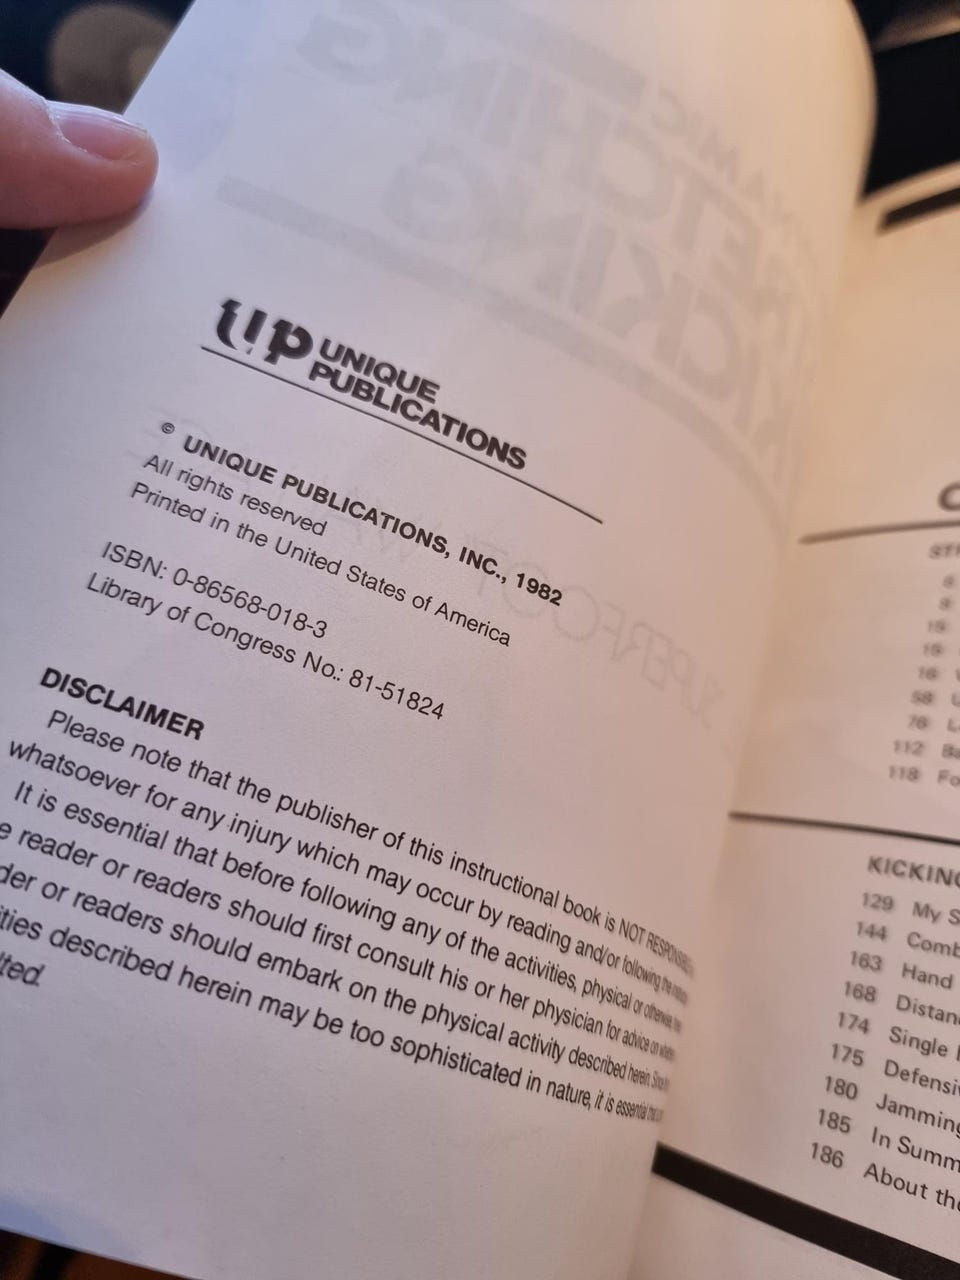 up UNIQUE
PUBLICATIONS
© UNIQUE PUBLICATIONS, INC., 1982
All rights reserved
Printed in the United States of America
ISBN: 0-86568-018-3
Library of Congress No.: 81-51824
DISCLAIMER
Please note that the publisher of this instructional book is NOT RESPONSIBLE
whatsoever for any injury which may occur by reading and/or following the
It is essential that before following any of the activities, physical or otherwise, the
reader or readers should first consult his or her physician for advice on
or readers should embark on the physical activity described herein. Since the
described herein may be too sophisticated in nature, it is essential
112
118
KICKING
129 My S
144 Comb
163 Hand
168 Distan
174 Single
175 Defensiv
180 Jamming
185 In Summ
186 About the